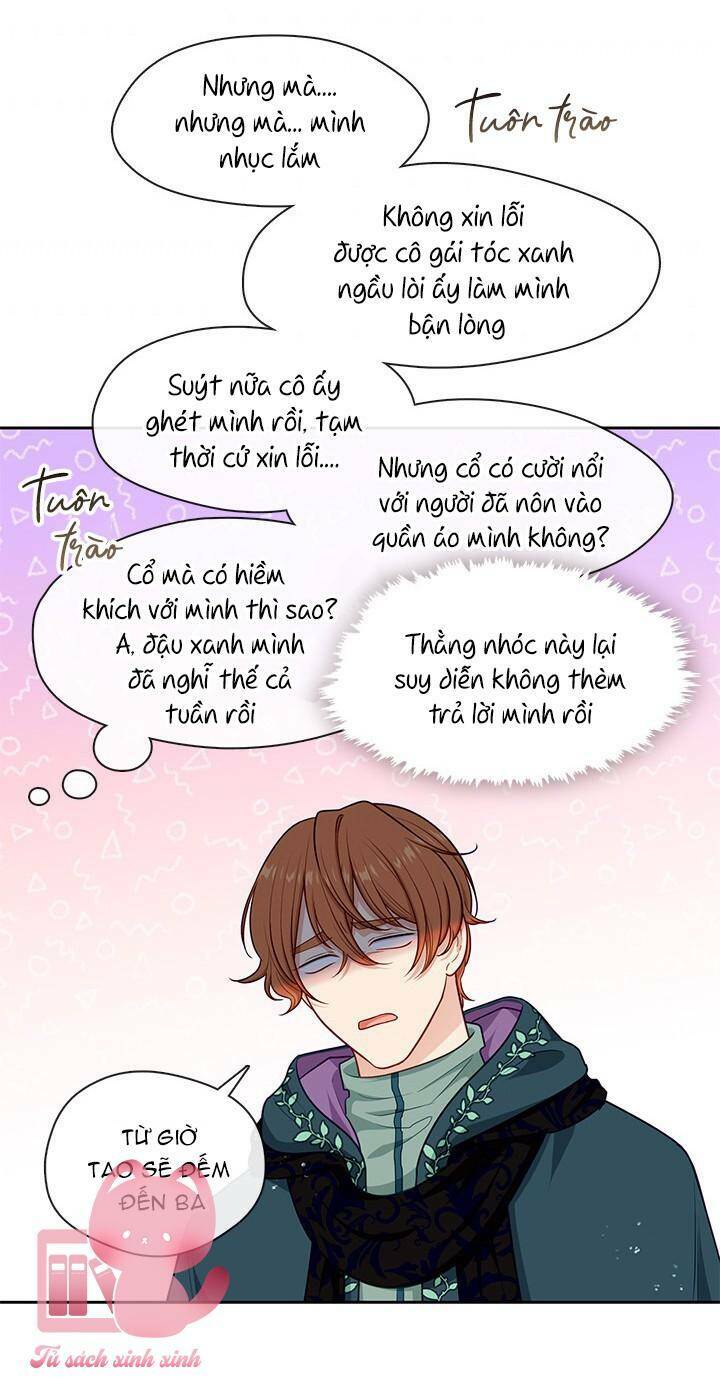 Nhưng mà....
nhưng mà... mình
nhục lắm
Tuôn trào
Không xin lỗi
được cô gái tóc xanh
ngầu lòi ấy làm mình
bận lòng
Suýt nữa cô ấy
ghét mình rồi, tạm
thời cứ xin lỗi....
Nhưng cổ có cười nổi
với người đã nôn vào
quần áo mình không?
Tuôn
trào
Cổ mà có hiềm
khích với mình thì sao?
A, đậu xanh mình
đã nghĩ thế cả
tuần rồi
Thằng nhóc này lại
suy diễn không thèm
trả lời mình rồi
TỪ GIỜ
TAO SẼ ĐẾM
ĐẾN BA
Tủ sách xinh xinh